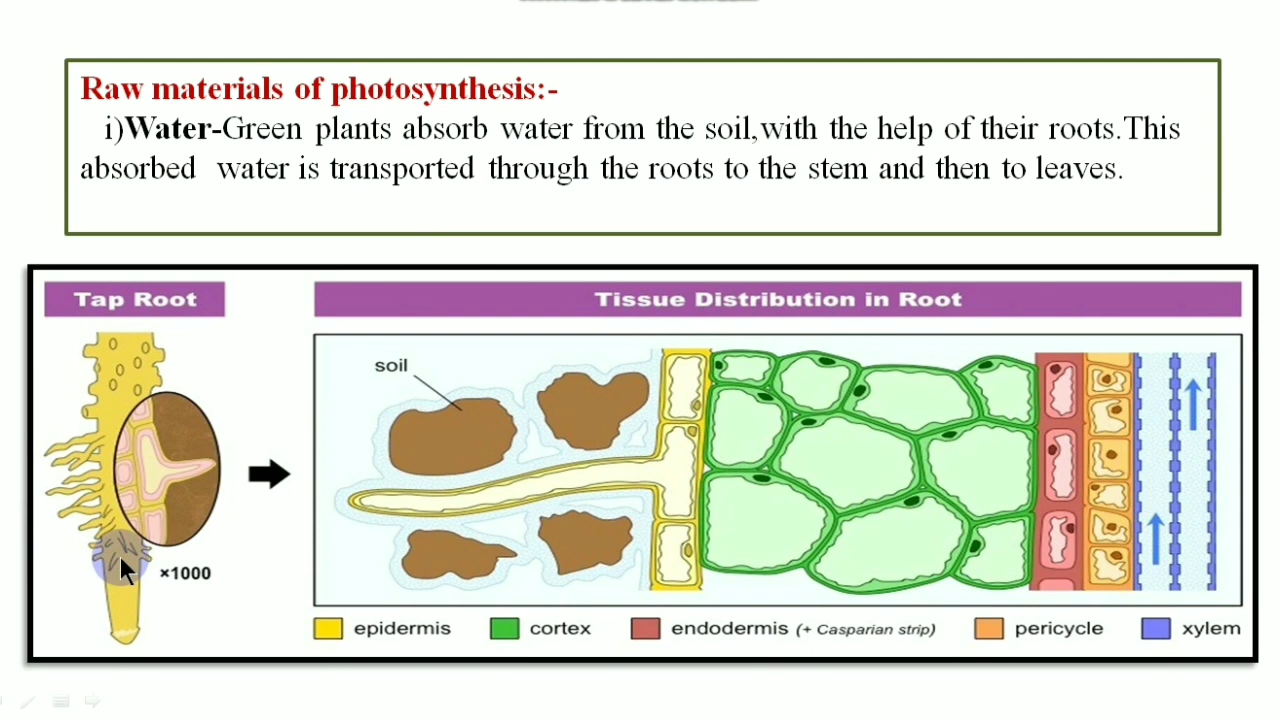 Raw materials of photosynthesis:-
i)Water-Green plants absorb water from the soil,with the help of their roots.This
absorbed water is transported through the roots to the stem and then to leaves.
Tap Root
Tissue Distribution in Root
soil
×1000
epidermis
cortex
endodermis (+ Casparian strip)
pericycle
xylem